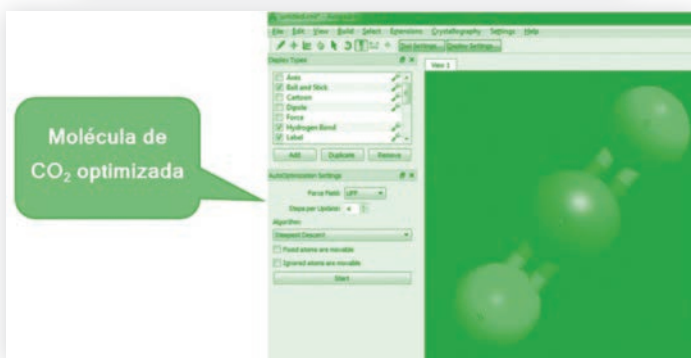 Molécula de
CO₂ optimizada
File Edit View Build Select Extensions Crystallography Settings Help
Display Settings...
Display Types
View 1
Axes
Ball and Stick
Cartoon
Dipole
Force
Hydrogen Bond
Label
Add Duplicate Remove
AutoOptimization Settings
Force Field: UFF
Steps per Update: 4
Algorithm:
Steepest Descent
Fixed atoms are movable
Ignored atoms are movable
Start